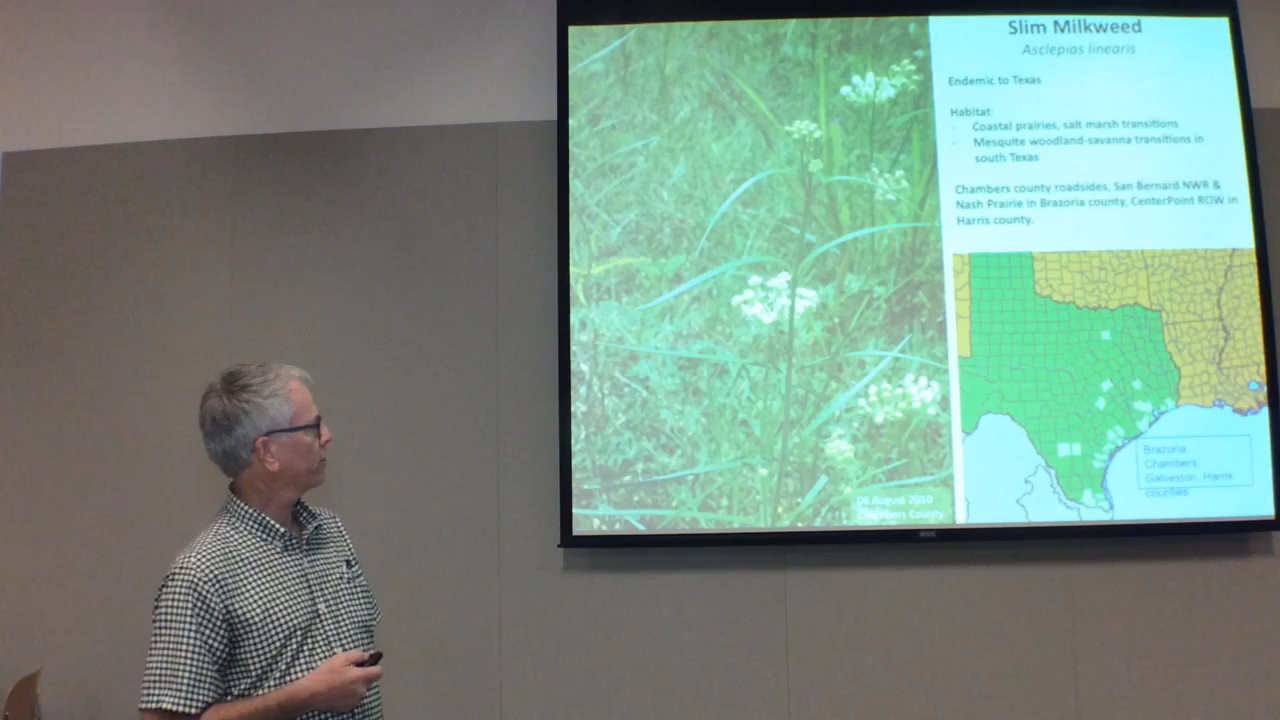 Slim Milkweed
Asclepias linearis
Endemic to Texas
Habitat:
- Coastal prairies, salt marsh transitions
- Mesquite woodland-savanna transitions in
south Texas
Chambers county roadsides, San Bernard NWR &
Nash Prairie in Brazoria county, CenterPoint ROW in
Harris county.
Brazoria,
Chambers,
Galveston, Harris
counties
08 August 2010
Chambers County